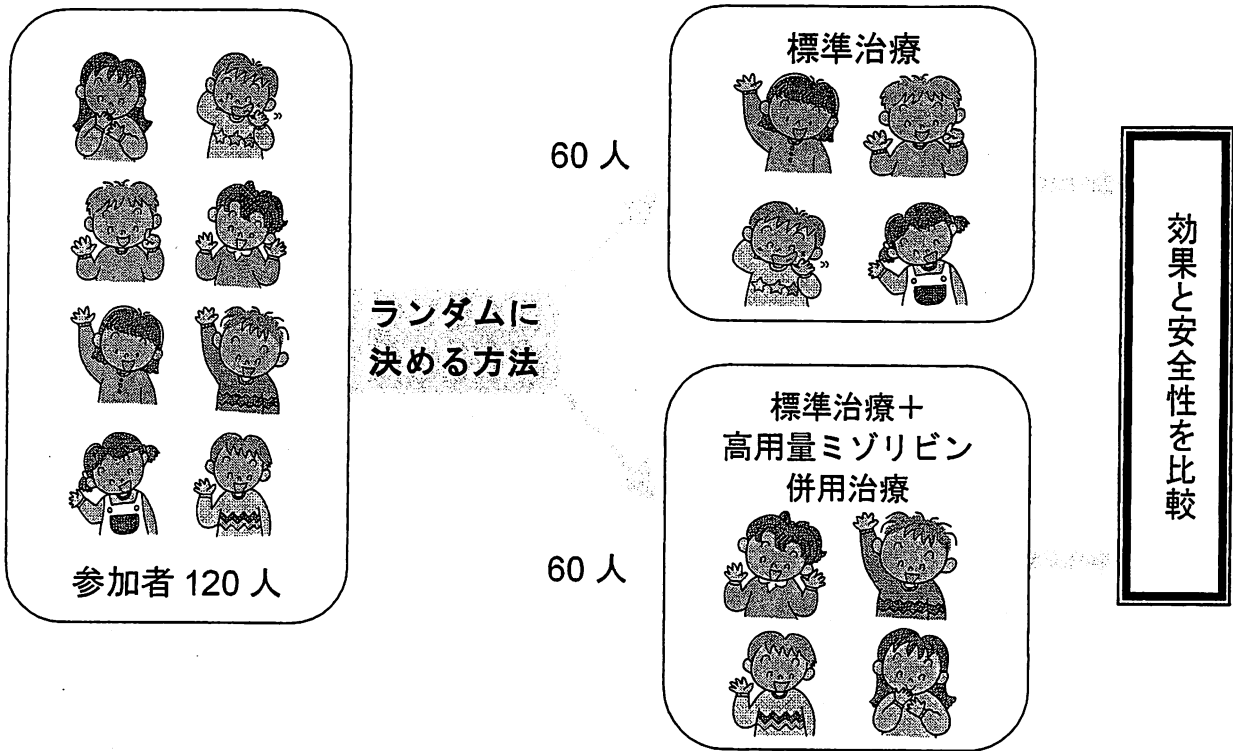 参加者 120 人
ランダムに
決める方法
60 人
標準治療
60 人
標準治療＋
高用量ミゾリビン
併用治療
効果と安全性を比較